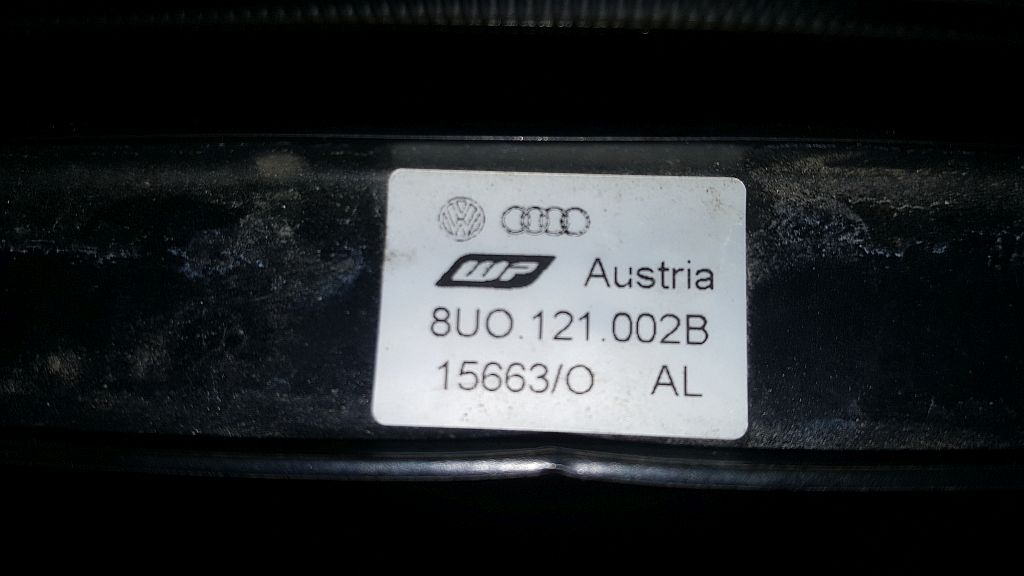 WP Austria
8UO.121.002B
15663/O AL